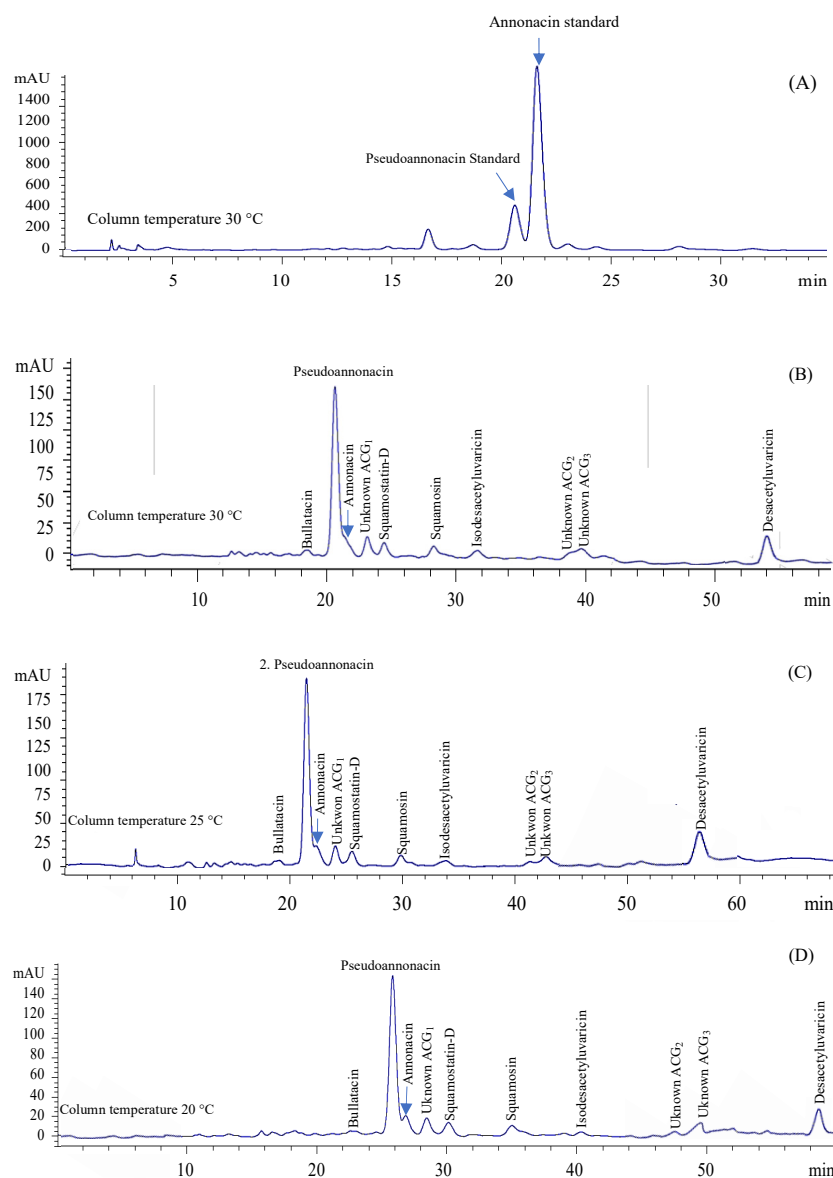 Annonacin standard
mAU
(A)
1400
1200
1000
800
600
400
200
0
Pseudoannonacin Standard
Column temperature 30 °C
5 10 15 20 25 30 min
mAU
(B)
150
125
100
75
50
25
0
Pseudoannonacin
Column temperature 30 °C
Bullatacin
Annonacin
Unknown ACG1
Squamostatin-D
Squamosin
Isodesacetyluvaricin
Unknown ACG2
Unknown ACG3
Desacetyluvaricin
10 20 30 40 50 min
mAU
(C)
175
150
125
100
75
50
25
0
2. Pseudoannonacin
Column temperature 25 °C
Bullatacin
Annonacin
Unkwon ACG1
Squamostatin-D
Squamosin
Isodesacetyluvaricin
Unkwon ACG2
Unkwon ACG3
Desacetyluvaricin
10 20 30 40 50 60 min
mAU
(D)
140
120
100
80
60
40
20
0
Pseudoannonacin
Column temperature 20 °C
Bullatacin
Annonacin
Uknown ACG1
Squamostatin-D
Squamosin
Isodesacetyluvaricin
Uknown ACG2
Uknown ACG3
Desacetyluvaricin
10 20 30 40 50 min